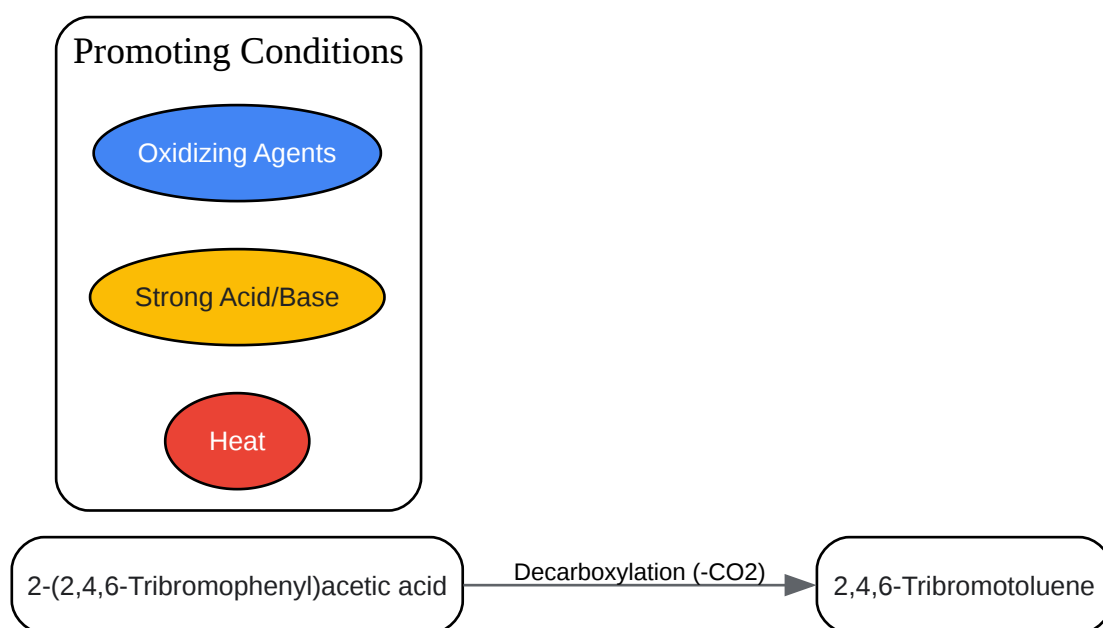 Promoting Conditions
Oxidizing Agents
Strong Acid/Base
Heat
2-(2,4,6-Tribromophenyl)acetic acid
Decarboxylation (-CO2)
2,4,6-Tribromotoluene